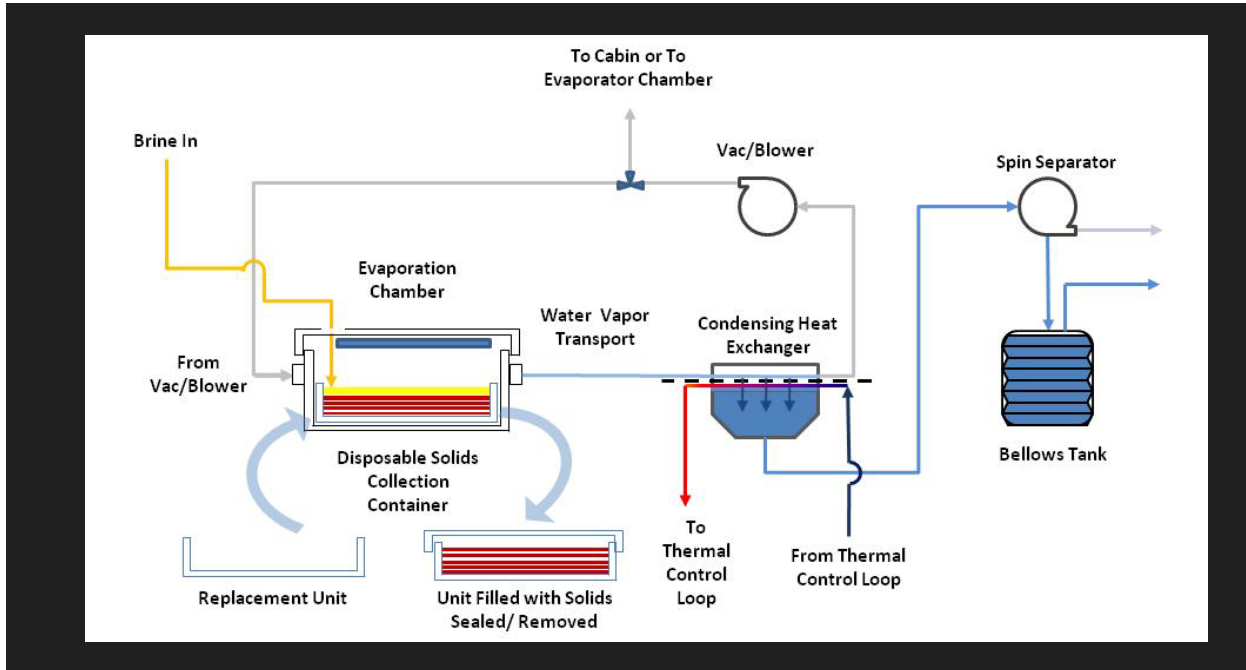 To Cabin or To
Evaporator Chamber
Brine In
Vac/Blower
Spin Separator
Evaporation
Chamber
Water Vapor
Transport
Condensing Heat
Exchanger
From
Vac/Blower
Disposable Solids
Collection
Container
Bellows Tank
To
Thermal
Control
Loop
From Thermal
Control Loop
Replacement Unit
Unit Filled with Solids
Sealed/ Removed